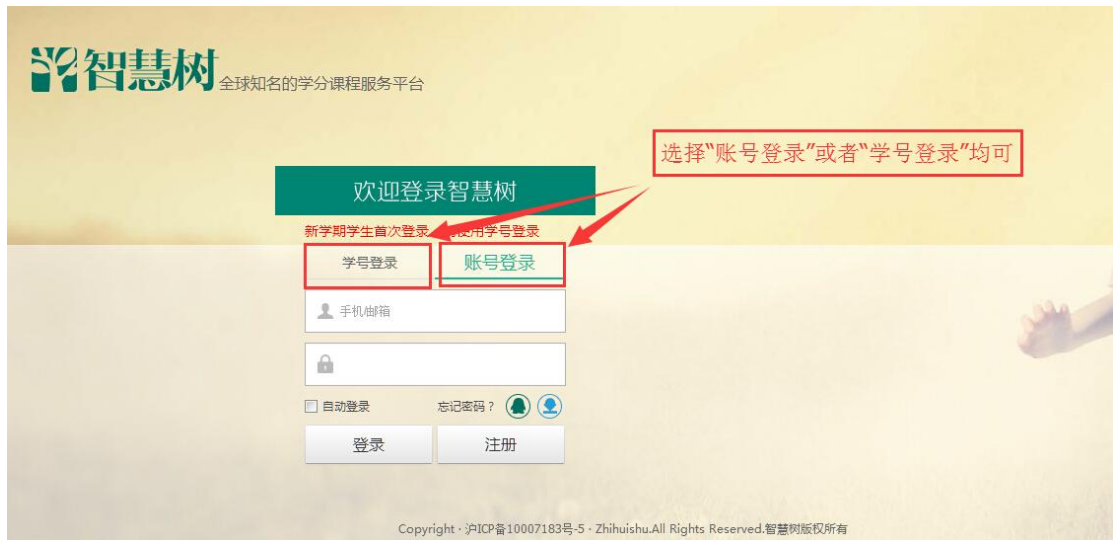 智慧树 全球知名的学分课程服务平台
选择“账号登录”或者“学号登录”均可
欢迎登录智慧树
新学期学生首次登录 使用学号登录
学号登录 账号登录
手机/邮箱
自动登录 忘记密码？
登录 注册
Copyright · 沪ICP备10007183号-5 · Zhihuishu.All Rights Reserved.智慧树版权所有